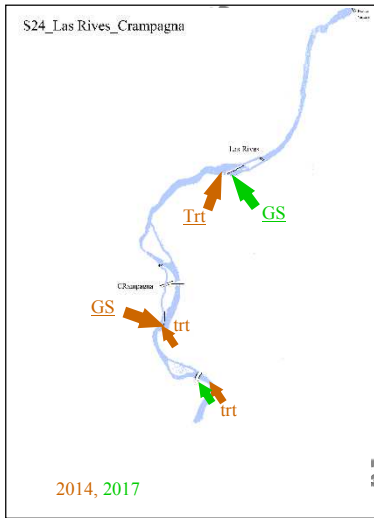 S24_Las Rives_Crampagna
Las Rives
Trt
GS
CRampagna
GS
trt
trt
2014, 2017